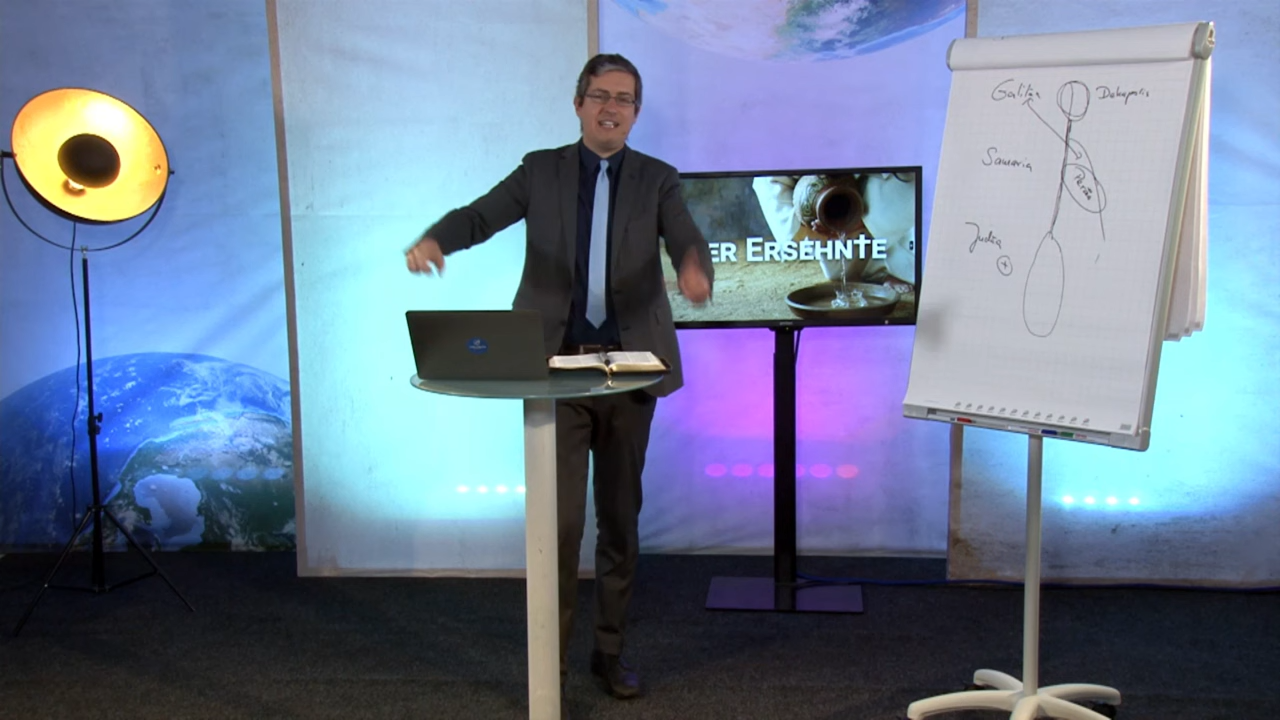 ER ERSEHNTE
Galiläa
Dekapolis
Samaria
Peräa
Judäa